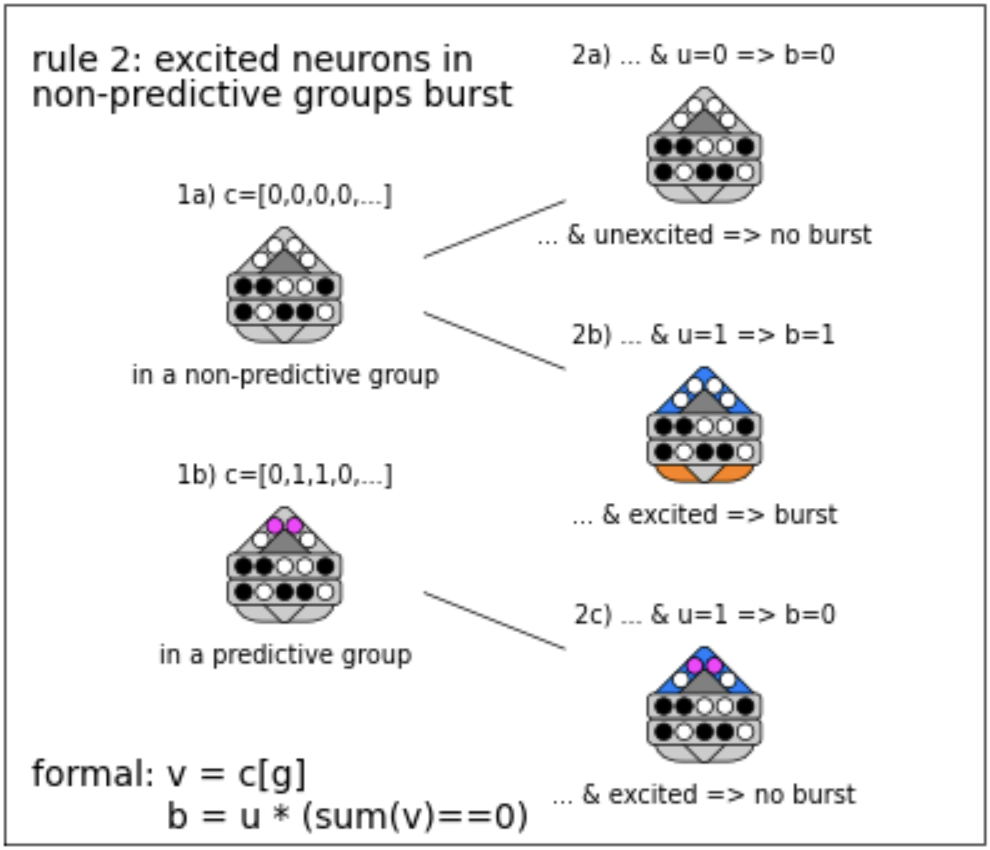 rule 2: excited neurons in
non-predictive groups burst
1a) c=[0,0,0,0,...]
in a non-predictive group
1b) c=[0,1,1,0,...]
in a predictive group
2a) ... & u=0 => b=0
... & unexcited => no burst
2b) ... & u=1 => b=1
... & excited => burst
2c) ... & u=1 => b=0
... & excited => no burst
formal: v = c[g]
b = u * (sum(v)==0)